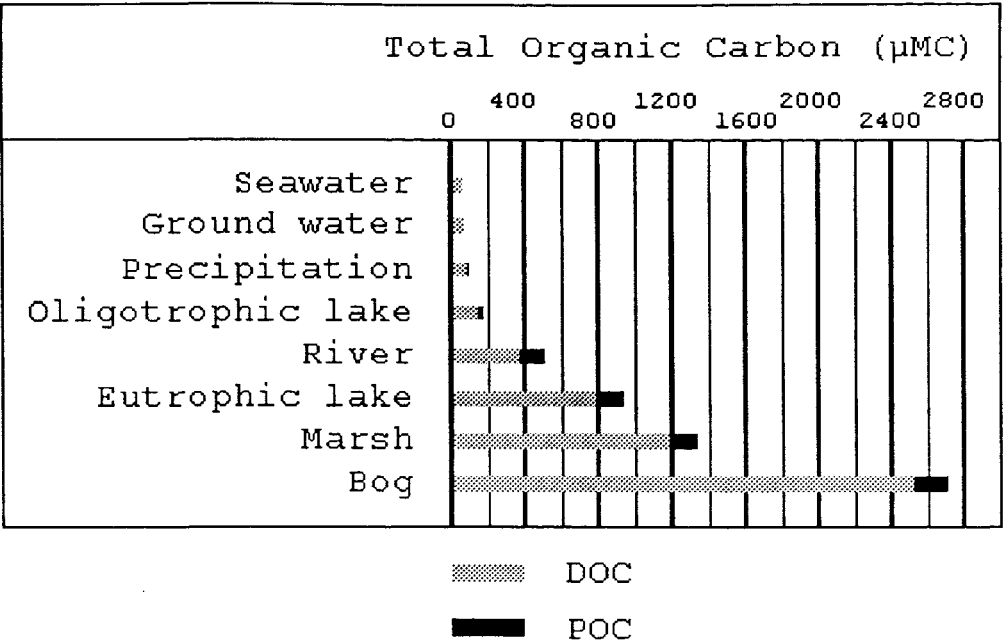 Total Organic Carbon (µMC)
400 1200 2000 2800
0 800 1600 2400
Seawater
Ground water
Precipitation
Oligotrophic lake
River
Eutrophic lake
Marsh
Bog
DOC
POC